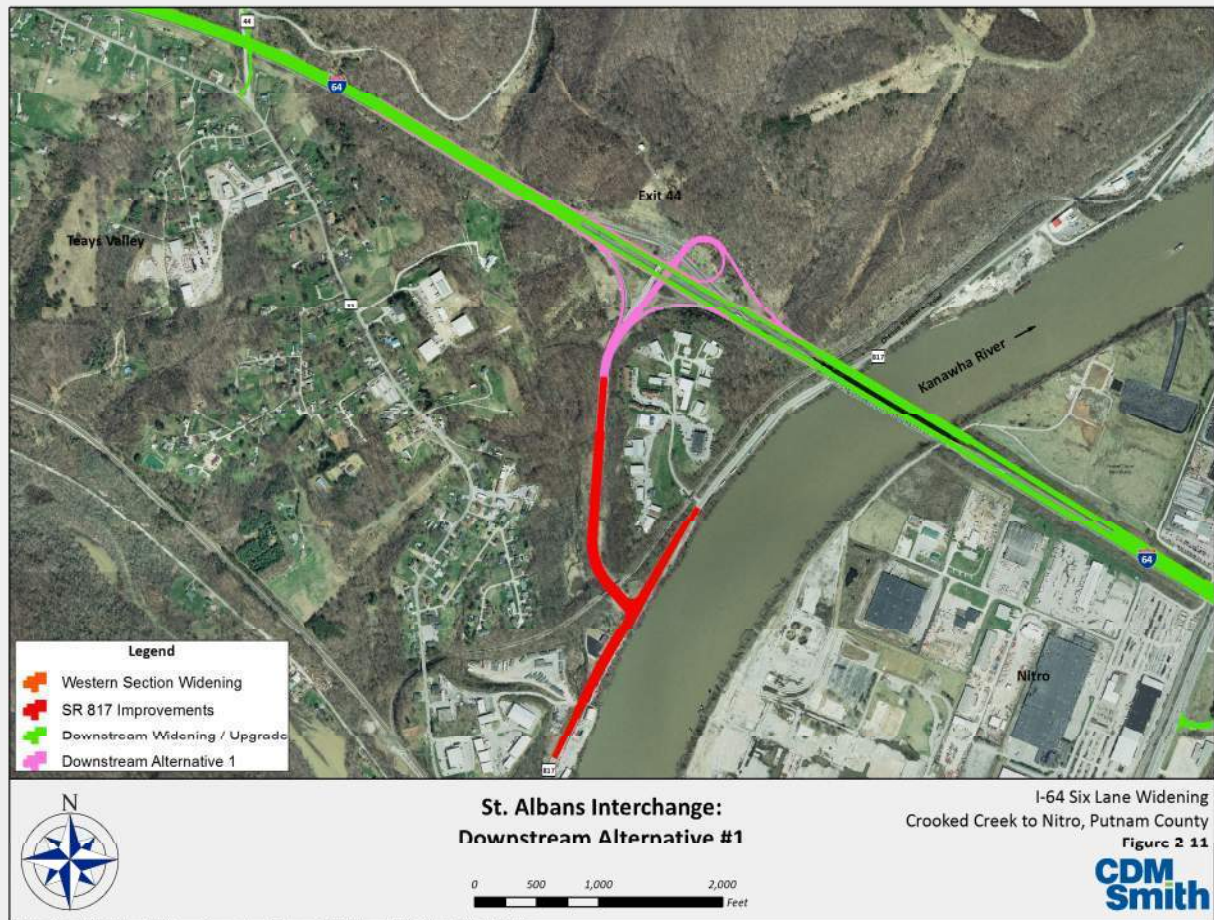 44
64
Exit 44
Teays Valley
817
Kanawha River
64
Nitro
817
Legend
Western Section Widening
SR 817 Improvements
Downstream Widening / Upgrade
Downstream Alternative 1
N
St. Albans Interchange:
Downstream Alternative #1
0 500 1,000 2,000
Feet
I-64 Six Lane Widening
Crooked Creek to Nitro, Putnam County
Figure 2 11
CDM
Smith